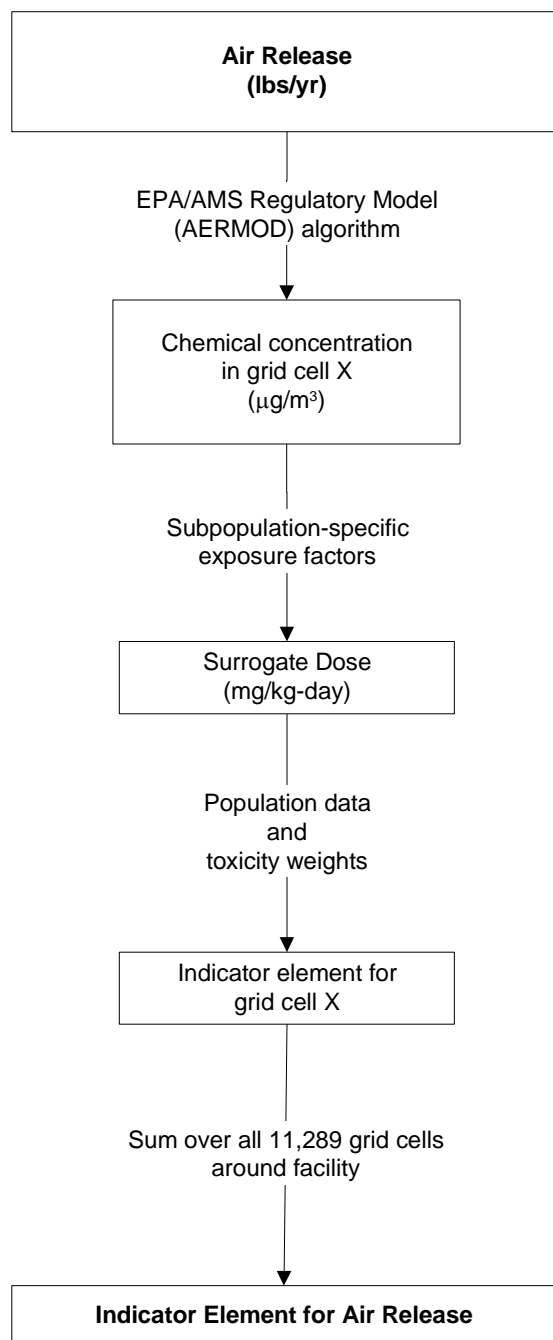 Air Release
(lbs/yr)
EPA/AMS Regulatory Model
(AERMOD) algorithm
Chemical concentration
in grid cell X
(μg/m³)
Subpopulation-specific
exposure factors
Surrogate Dose
(mg/kg-day)
Population data
and
toxicity weights
Indicator element for
grid cell X
Sum over all 11,289 grid cells
around facility
Indicator Element for Air Release